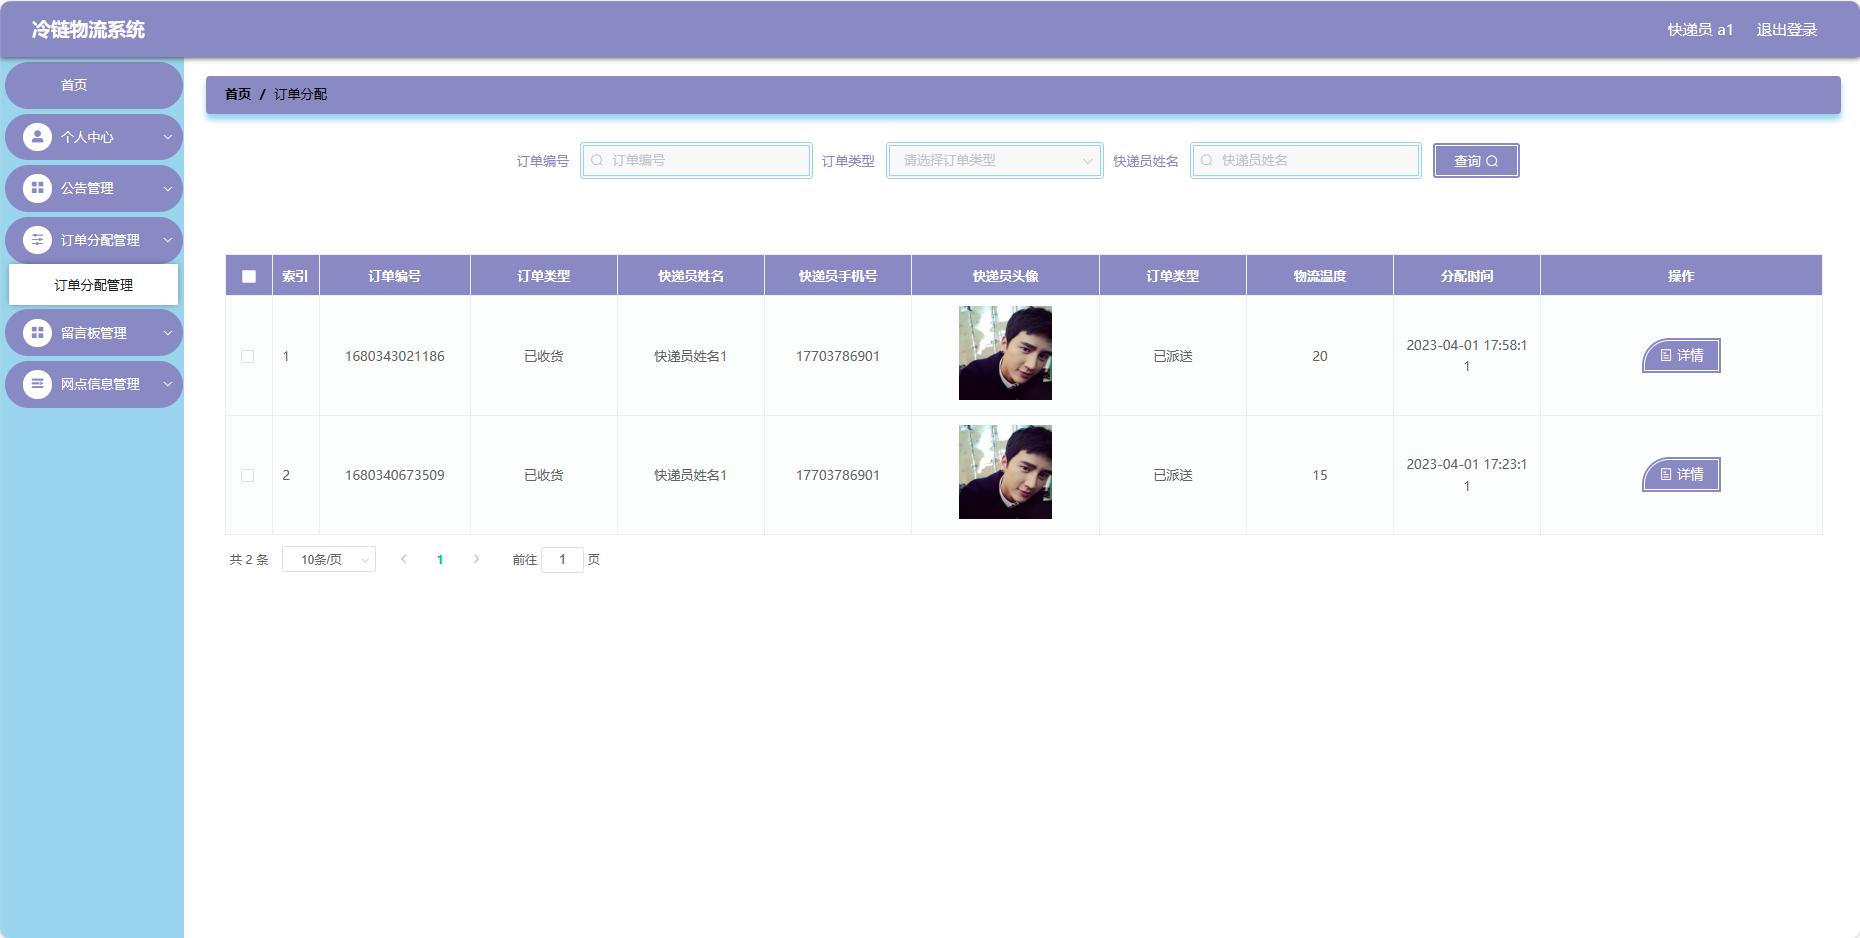 冷链物流系统
快递员 a1 退出登录
首页
个人中心
公告管理
订单分配管理
订单分配管理
留言板管理
网点信息管理
首页 / 订单分配
订单编号 订单编号 订单类型 请选择订单类型 快递员姓名 快递员姓名 查询
索引 订单编号 订单类型 快递员姓名 快递员手机号 快递员头像 订单类型 物流温度 分配时间 操作
1 1680343021186 已收货 快递员姓名1 17703786901 已派送 20 2023-04-01 17:58:1
1 详情
2 1680340673509 已收货 快递员姓名1 17703786901 已派送 15 2023-04-01 17:23:1
1 详情
共 2 条 10条/页 1 前往 1 页